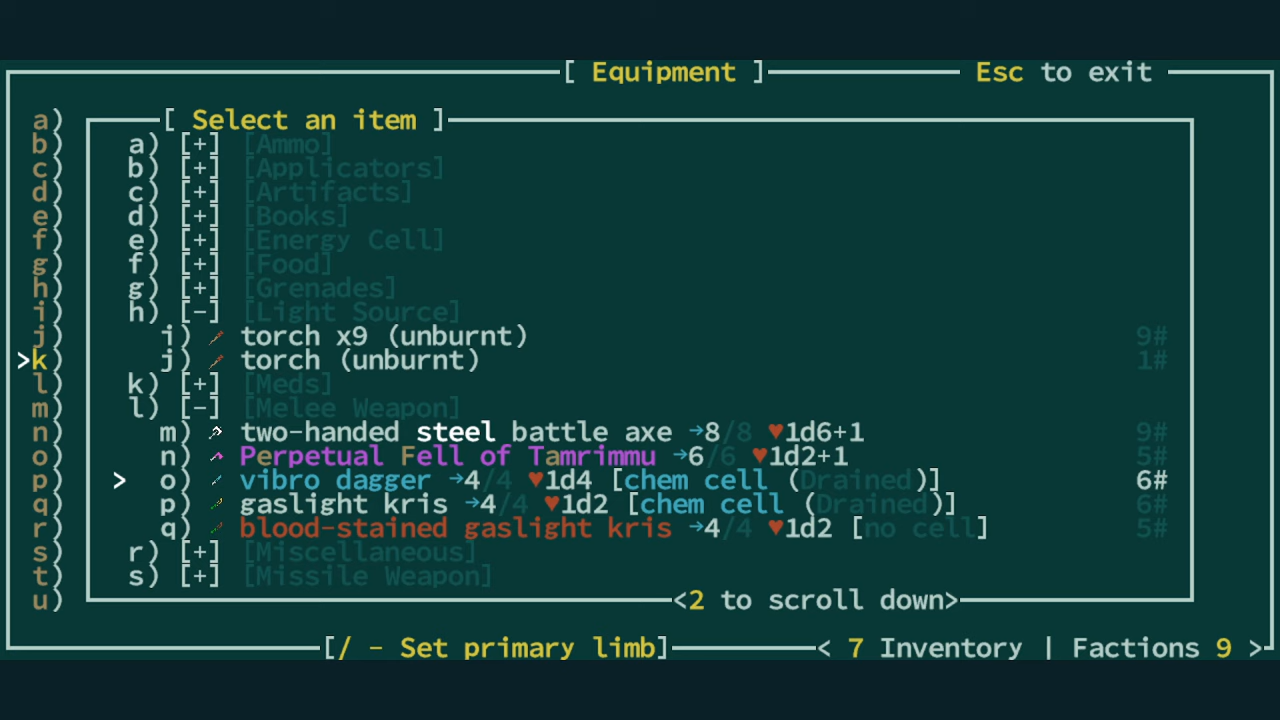 [ Equipment ] Esc to exit
a) [ Select an item ]
b) a) [+] [Ammo]
c) b) [+] [Applicators]
d) c) [+] [Artifacts]
e) d) [+] [Books]
f) e) [+] [Energy Cell]
g) f) [+] [Food]
h) g) [+] [Grenades]
i) h) [-] [Light Source]
j) i) torch x9 (unburnt) 9#
>k) j) torch (unburnt) 1#
l) k) [+] [Meds]
m) l) [-] [Melee Weapon]
n) m) two-handed steel battle axe →8/8 ♥1d6+1 9#
o) n) Perpetual Fell of Tamrimmu →6/6 ♥1d2+1 5#
p) > o) vibro dagger →4/4 ♥1d4 [chem cell (Drained)] 6#
q) p) gaslight kris →4/4 ♥1d2 [chem cell (Drained)] 6#
r) q) blood-stained gaslight kris →4/4 ♥1d2 [no cell] 5#
s) r) [+] [Miscellaneous]
t) s) [+] [Missile Weapon]
u) <2 to scroll down>
[/ - Set primary limb] < 7 Inventory | Factions 9 >